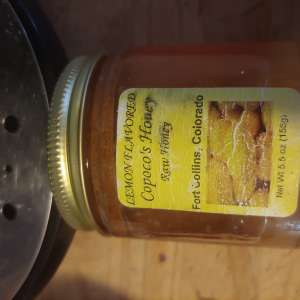 LEMON FLAVORED
Copoco's Honey
Raw Honey
Fort Collins, Colorado
Net Wt 5.5 oz (155g)